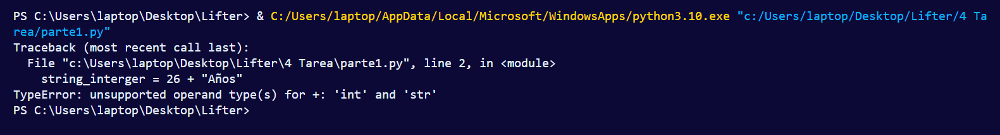 PS C:\Users\laptop\Desktop\Lifter> & C:/Users/laptop/AppData/Local/Microsoft/WindowsApps/python3.10.exe "c:/Users/laptop/Desktop/Lifter/4 Ta
rea/parte1.py"
Traceback (most recent call last):
  File "c:\Users\laptop\Desktop\Lifter\4 Tarea\parte1.py", line 2, in <module>
    string_interger = 26 + "Años"
TypeError: unsupported operand type(s) for +: 'int' and 'str'
PS C:\Users\laptop\Desktop\Lifter>